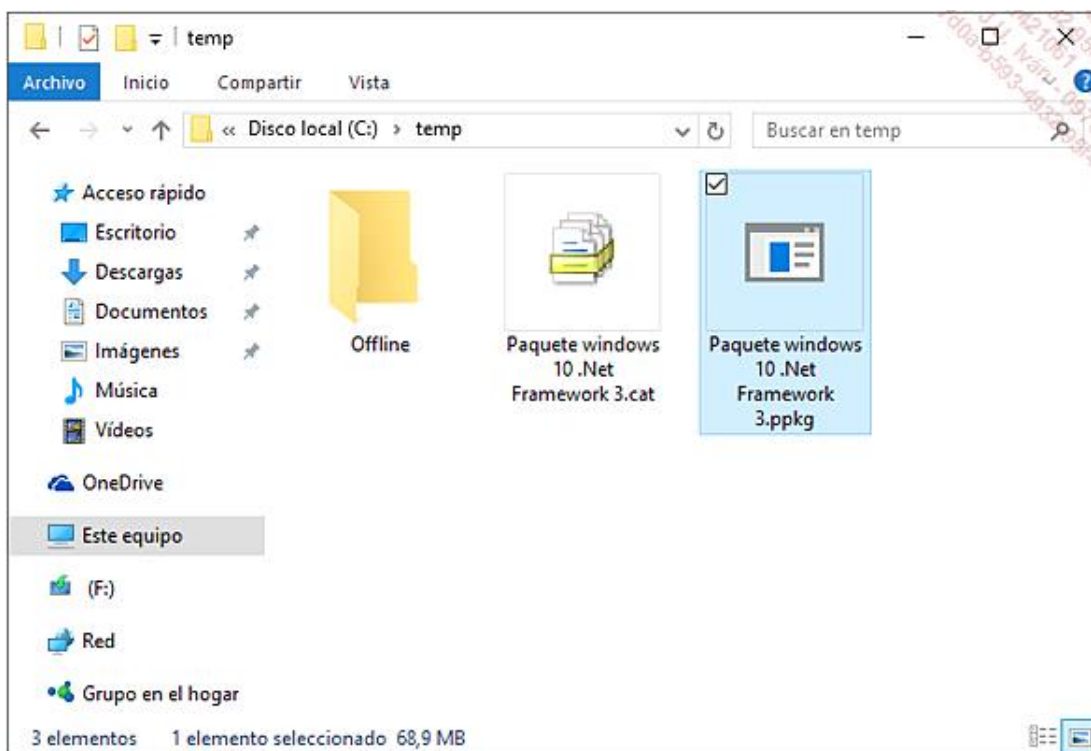 temp
Archivo Inicio Compartir Vista
« Disco local (C:) › temp
Buscar en temp
Acceso rápido
Escritorio
Descargas
Documentos
Imágenes
Música
Vídeos
OneDrive
Este equipo
(F:)
Red
Grupo en el hogar
Offline
Paquete windows
10 .Net
Framework 3.cat
Paquete windows
10 .Net
Framework
3.ppkg
3 elementos 1 elemento seleccionado 68,9 MB